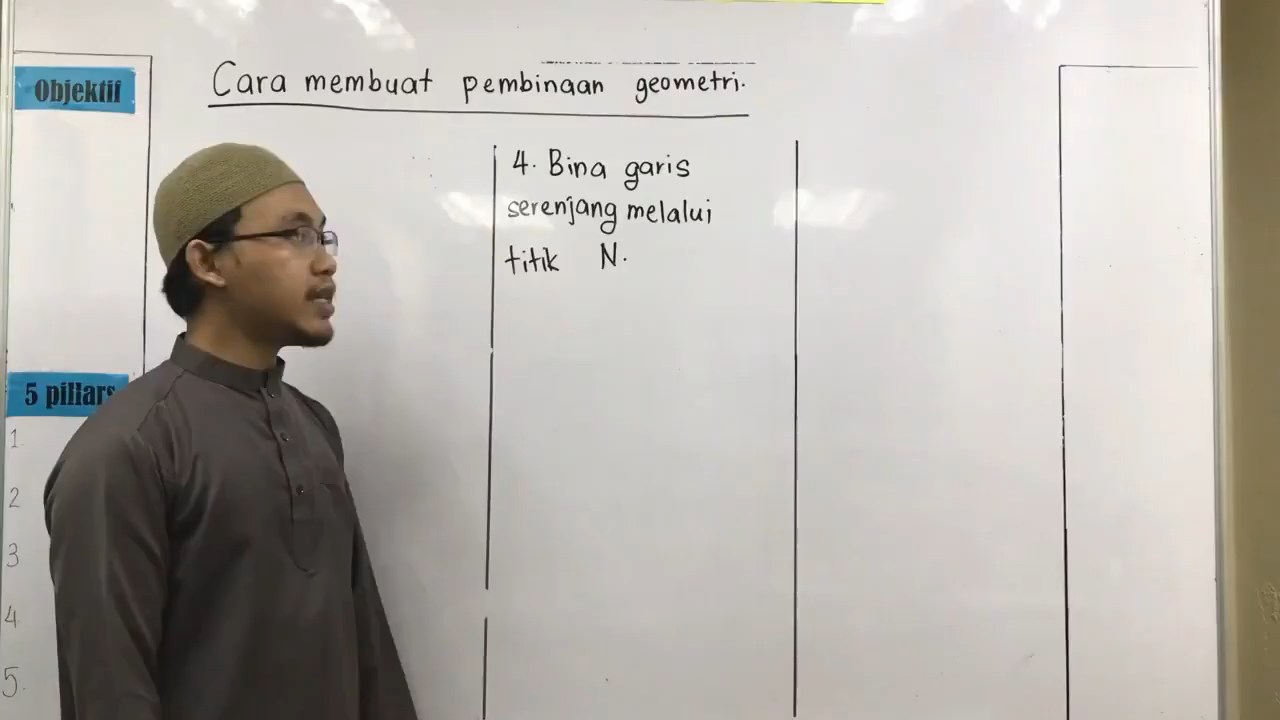 Objektif
Cara membuat pembinaan geometri.
4. Bina garis
serenjang melalui
titik N.
5 pillars
1.
2
3
4
5.